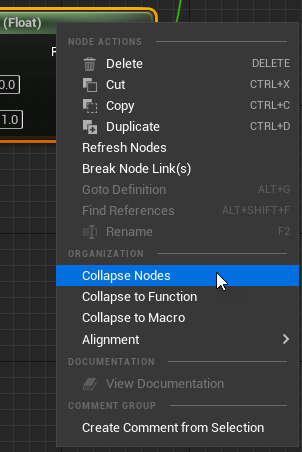 (Float)
0.0
1.0
NODE ACTIONS
Delete DELETE
Cut CTRL+X
Copy CTRL+C
Duplicate CTRL+D
Refresh Nodes
Break Node Link(s)
Goto Definition ALT+G
Find References ALT+SHIFT+F
Rename F2
ORGANIZATION
Collapse Nodes
Collapse to Function
Collapse to Macro
Alignment
DOCUMENTATION
View Documentation
COMMENT GROUP
Create Comment from Selection